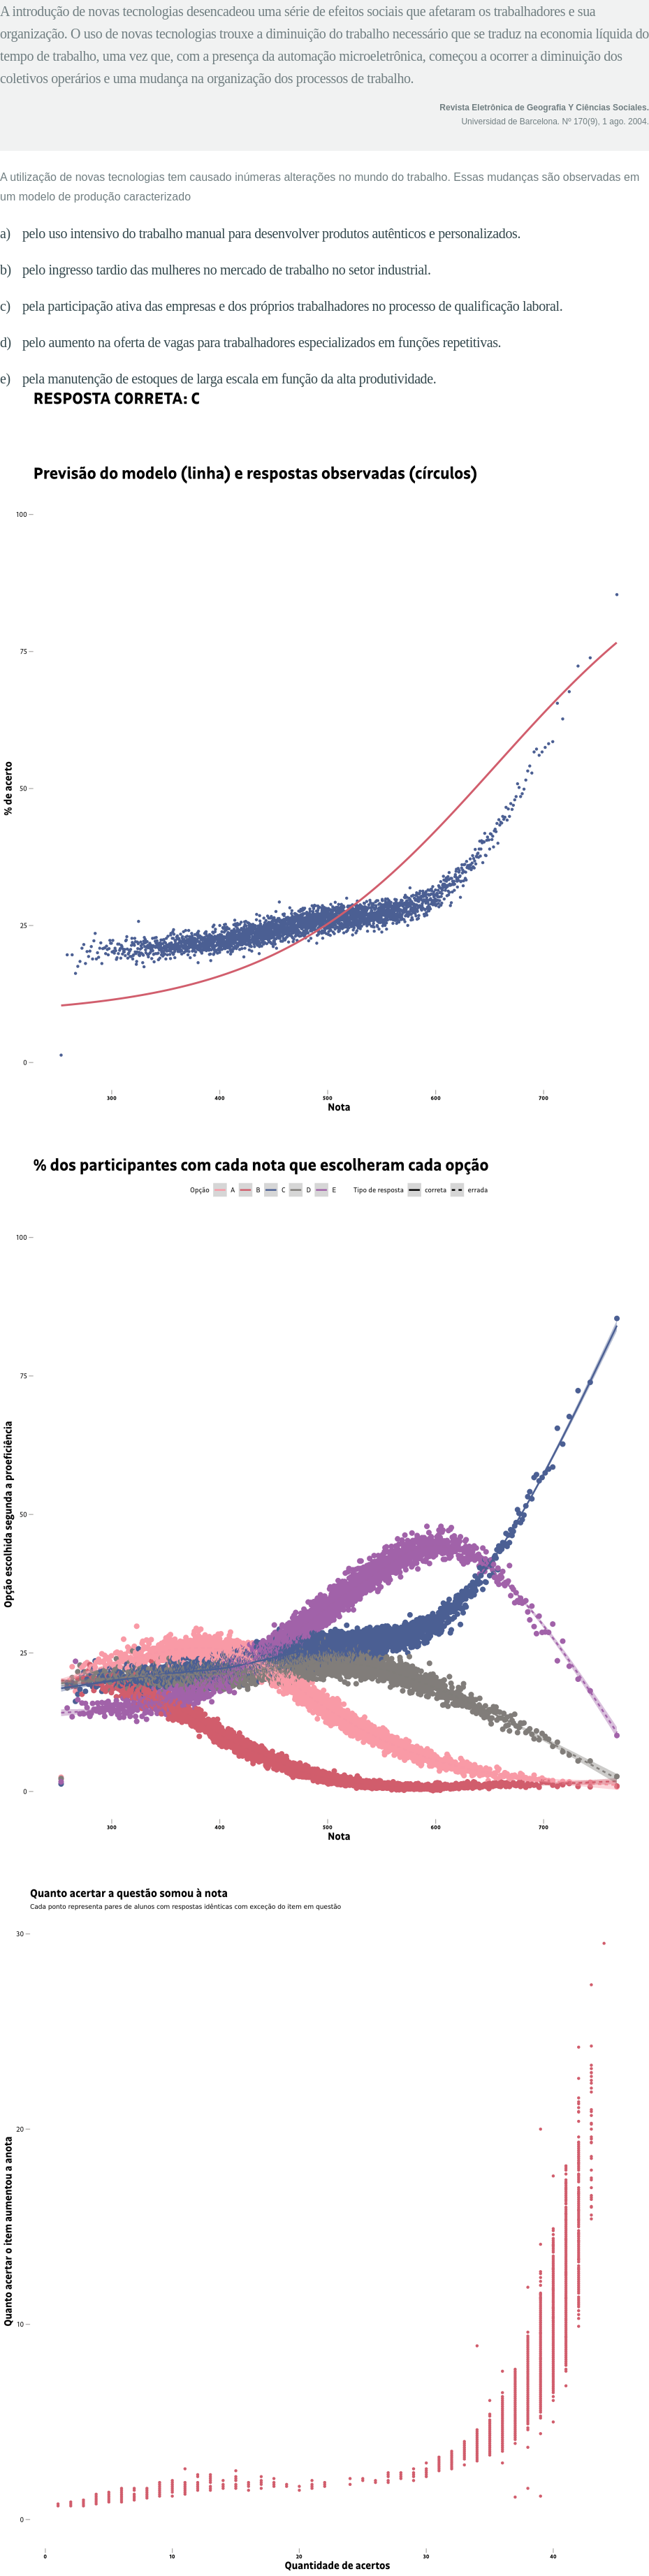 A introdução de novas tecnologias desencadeou uma série de efeitos sociais que afetaram os trabalhadores e sua
organização. O uso de novas tecnologias trouxe a diminuição do trabalho necessário que se traduz na economia líquida do
tempo de trabalho, uma vez que, com a presença da automação microeletrônica, começou a ocorrer a diminuição dos
coletivos operários e uma mudança na organização dos processos de trabalho.
Revista Eletrônica de Geografia Y Ciências Sociales.
Universidad de Barcelona. Nº 170(9), 1 ago. 2004.
A utilização de novas tecnologias tem causado inúmeras alterações no mundo do trabalho. Essas mudanças são observadas em
um modelo de produção caracterizado
a) pelo uso intensivo do trabalho manual para desenvolver produtos autênticos e personalizados.
b) pelo ingresso tardio das mulheres no mercado de trabalho no setor industrial.
c) pela participação ativa das empresas e dos próprios trabalhadores no processo de qualificação laboral.
d) pelo aumento na oferta de vagas para trabalhadores especializados em funções repetitivas.
e) pela manutenção de estoques de larga escala em função da alta produtividade.
RESPOSTA CORRETA: C
Previsão do modelo (linha) e respostas observadas (círculos)
100
75
50
25
0
% de acerto
300 400 500 600 700
Nota
% dos participantes com cada nota que escolheram cada opção
Opção A B C D E Tipo de resposta correta errada
100
75
50
25
0
Opção escolhida segunda a proeficiência
300 400 500 600 700
Nota
Quanto acertar a questão somou à nota
Cada ponto representa pares de alunos com respostas idênticas com exceção do item em questão
30
20
10
0
Quanto acertar o item aumentou a anota
0 10 20 30 40
Quantidade de acertos